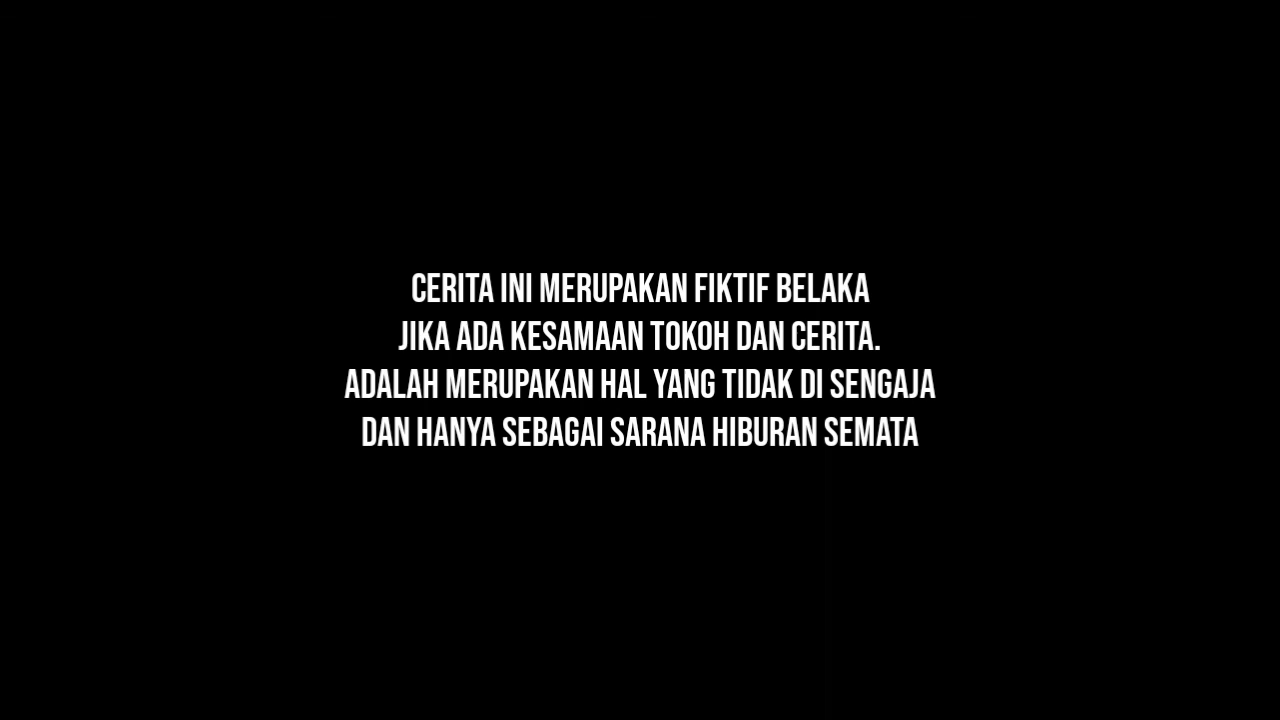 CERITA INI MERUPAKAN FIKTIF BELAKA
JIKA ADA KESAMAAN TOKOH DAN CERITA.
ADALAH MERUPAKAN HAL YANG TIDAK DI SENGAJA
DAN HANYA SEBAGAI SARANA HIBURAN SEMATA